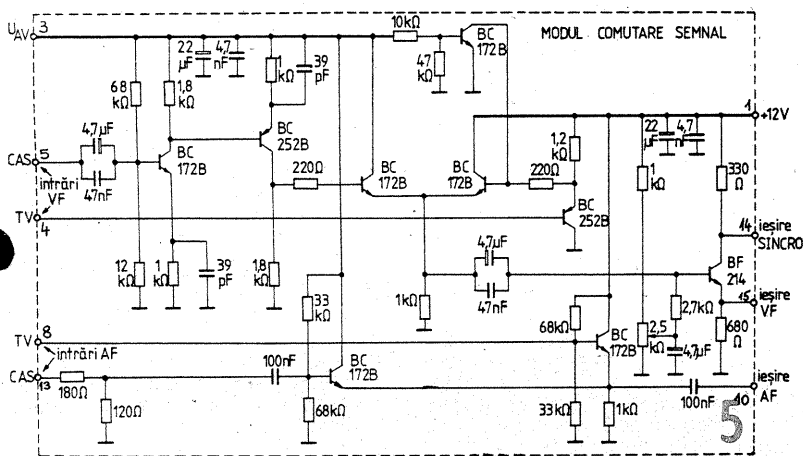 MODUL COMUTARE SEMNAL
U AV 3
22 µF
4,7 nF
1 kΩ
39 pF
10kΩ
47 kΩ
BC 172B
68 kΩ
1,8 kΩ
1
+12V
22 µF
4,7 nF
1,2 kΩ
1 kΩ
330 Ω
4,7µF
CAS 5
47nF
BC 172B
BC 252B
220Ω
BC 172B
BC 172B
220Ω
intrări VF
TV 4
BC 252B
14 ieşire SINCRO
4,7µF
47nF
BF 214
12 kΩ
1 kΩ
39 pF
1,8 kΩ
1kΩ
2,7kΩ
15 ieşire VF
33 kΩ
68kΩ
2,5 kΩ
680 Ω
TV 8
BC 172B
4,7µF
intrări AF
100nF
BC 172B
CAS 13
180Ω
100nF
10
ieşire AF
120Ω
68kΩ
33kΩ
1kΩ
5